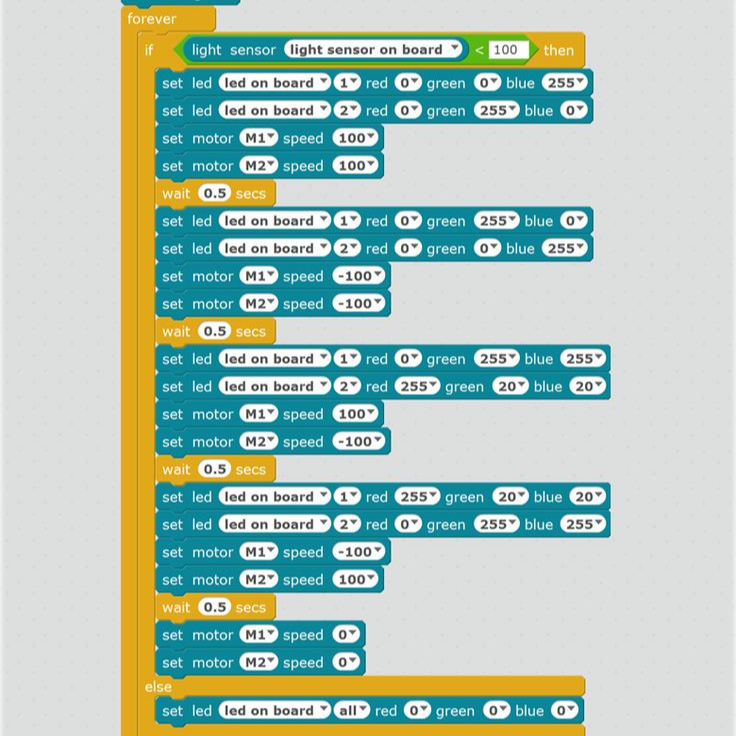 forever
if light sensor light sensor on board < 100 then
set led led on board 1 red 0 green 0 blue 255
set led led on board 2 red 0 green 255 blue 0
set motor M1 speed 100
set motor M2 speed 100
wait 0.5 secs
set led led on board 1 red 0 green 255 blue 0
set led led on board 2 red 0 green 0 blue 255
set motor M1 speed -100
set motor M2 speed -100
wait 0.5 secs
set led led on board 1 red 0 green 255 blue 255
set led led on board 2 red 255 green 20 blue 20
set motor M1 speed 100
set motor M2 speed -100
wait 0.5 secs
set led led on board 1 red 255 green 20 blue 20
set led led on board 2 red 0 green 255 blue 255
set motor M1 speed -100
set motor M2 speed 100
wait 0.5 secs
set motor M1 speed 0
set motor M2 speed 0
else
set led led on board all red 0 green 0 blue 0